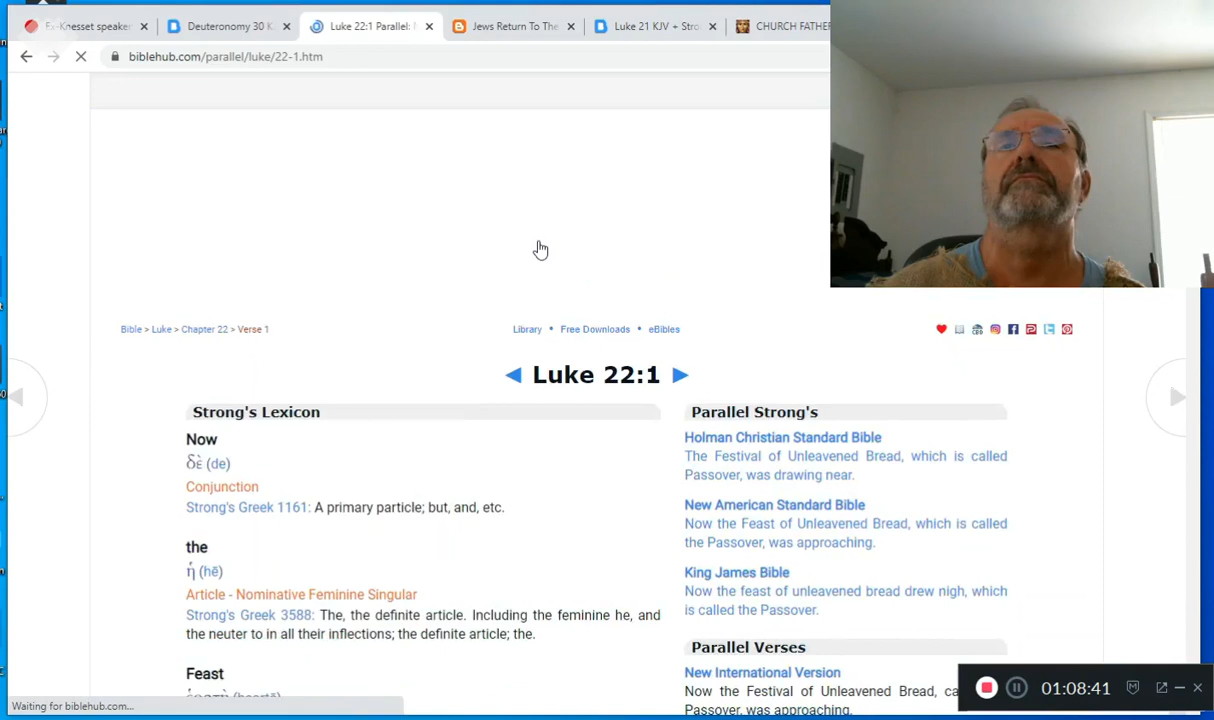 Ex-Knesset speaker
Deuteronomy 30 K
Luke 22:1 Parallel:
Jews Return To The
Luke 21 KJV + Stro
CHURCH FATHER
biblehub.com/parallel/luke/22-1.htm
Bible > Luke > Chapter 22 > Verse 1
Library • Free Downloads • eBibles
◄ Luke 22:1 ►
Strong's Lexicon
Now
δὲ (de)
Conjunction
Strong's Greek 1161: A primary particle; but, and, etc.
the
ἡ (hē)
Article - Nominative Feminine Singular
Strong's Greek 3588: The, the definite article. Including the feminine he, and
the neuter to in all their inflections; the definite article; the.
Feast
Parallel Strong's
Holman Christian Standard Bible
The Festival of Unleavened Bread, which is called
Passover, was drawing near.
New American Standard Bible
Now the Feast of Unleavened Bread, which is called
the Passover, was approaching.
King James Bible
Now the feast of unleavened bread drew nigh, which
is called the Passover.
Parallel Verses
New International Version
Now the Festival of Unleavened Bread,
Passover, was approaching,
Waiting for biblehub.com...
01:08:41